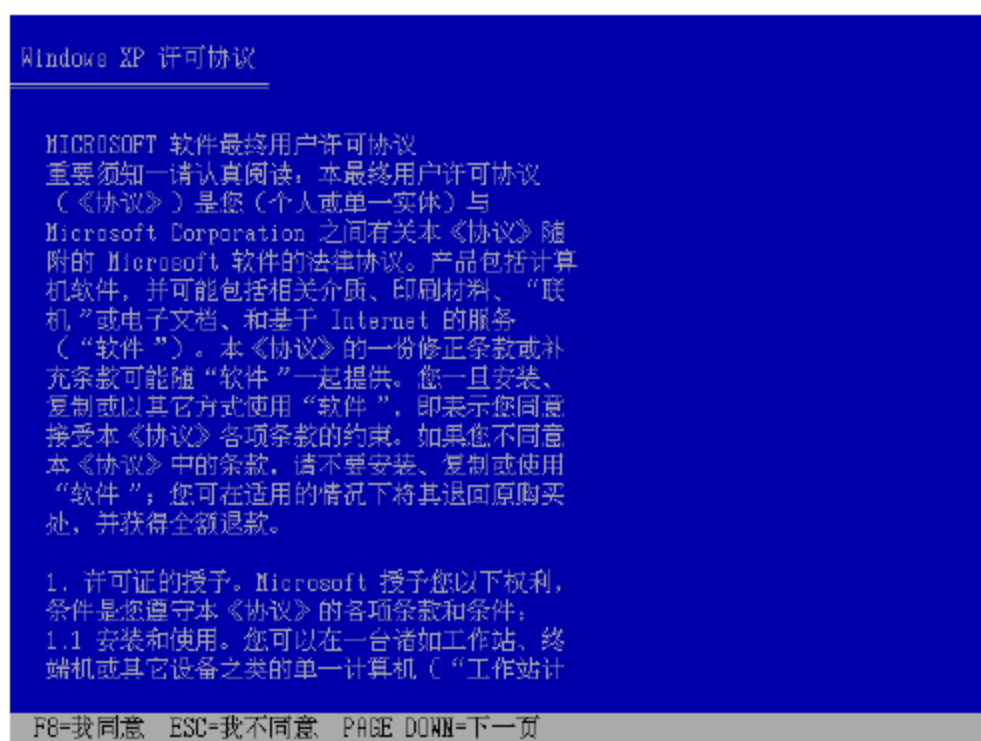 Windows XP 许可协议
MICROSOFT 软件最终用户许可协议
重要须知—请认真阅读：本最终用户许可协议
（《协议》）是您（个人或单一实体）与
Microsoft Corporation 之间有关本《协议》随
附的 Microsoft 软件的法律协议。产品包括计算
机软件，并可能包括相关介质、印刷材料、“联
机”或电子文档、和基于 Internet 的服务
（“软件”）。本《协议》的一份修正条款或补
充条款可能随“软件”一起提供。您一旦安装、
复制或以其它方式使用“软件”，即表示您同意
接受本《协议》各项条款的约束。如果您不同意
本《协议》中的条款，请不要安装、复制或使用
“软件”；您可在适用的情况下将其退回原购买
处，并获得全额退款。
1. 许可证的授予。Microsoft 授予您以下权利，
条件是您遵守本《协议》的各项条款和条件：
1.1 安装和使用。您可以在一台诸如工作站、终
端机或其它设备之类的单一计算机（“工作站计
F8=我同意 ESC=我不同意 PAGE DOWN=下一页